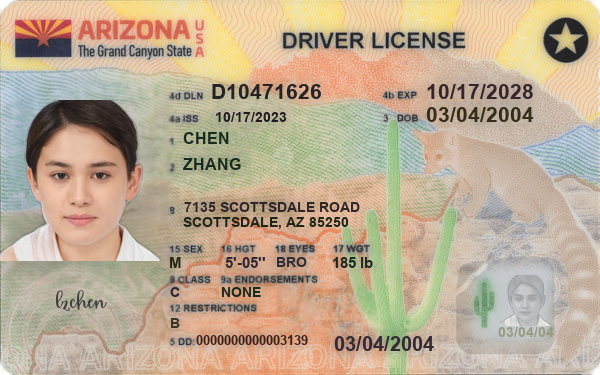 ARIZONA USA
The Grand Canyon State
DRIVER LICENSE
4d DLN D10471626
4b EXP 10/17/2028
4a ISS 10/17/2023
3 DOB 03/04/2004
1 CHEN
2 ZHANG
8 7135 SCOTTSDALE ROAD
SCOTTSDALE, AZ 85250
15 SEX 16 HGT 18 EYES 17 WGT
M 5'-05" BRO 185 lb
9 CLASS 9a ENDORSEMENTS
C NONE
12 RESTRICTIONS
B
lzchen
5 DD: 0000000000003139
03/04/2004
03/04/04
ONA ARIZONA ARIZONA ARIZONA ARIZONA